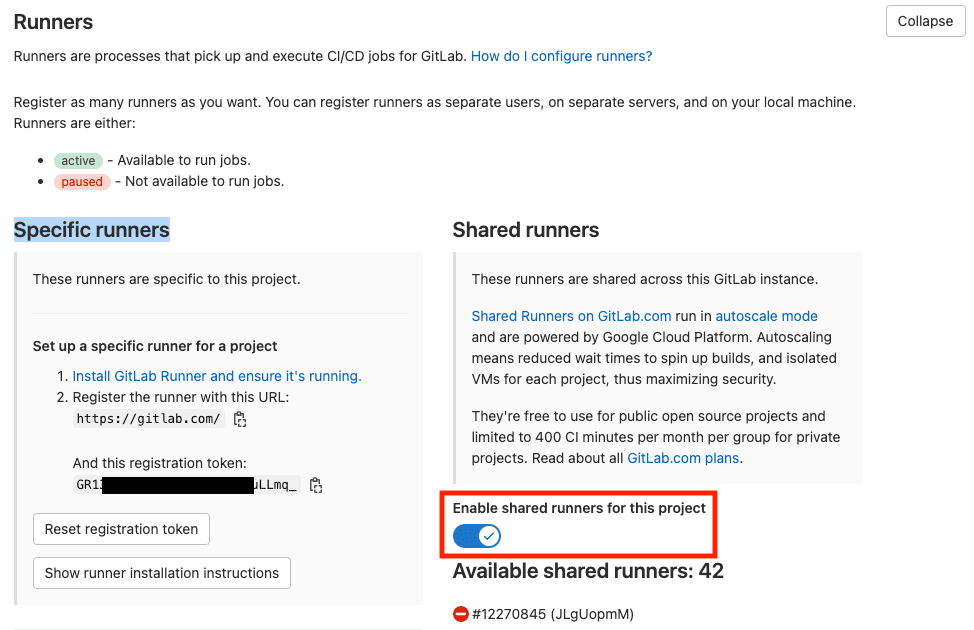 Runners
Collapse
Runners are processes that pick up and execute CI/CD jobs for GitLab. How do I configure runners?
Register as many runners as you want. You can register runners as separate users, on separate servers, and on your local machine.
Runners are either:
active - Available to run jobs.
paused - Not available to run jobs.
Specific runners
These runners are specific to this project.
Set up a specific runner for a project
1. Install GitLab Runner and ensure it's running.
2. Register the runner with this URL:
https://gitlab.com/
And this registration token:
GR13 uLLmq_
Reset registration token
Show runner installation instructions
Shared runners
These runners are shared across this GitLab instance.
Shared Runners on GitLab.com run in autoscale mode
and are powered by Google Cloud Platform. Autoscaling
means reduced wait times to spin up builds, and isolated
VMs for each project, thus maximizing security.
They're free to use for public open source projects and
limited to 400 CI minutes per month per group for private
projects. Read about all GitLab.com plans.
Enable shared runners for this project
Available shared runners: 42
#12270845 (JLgUopmM)